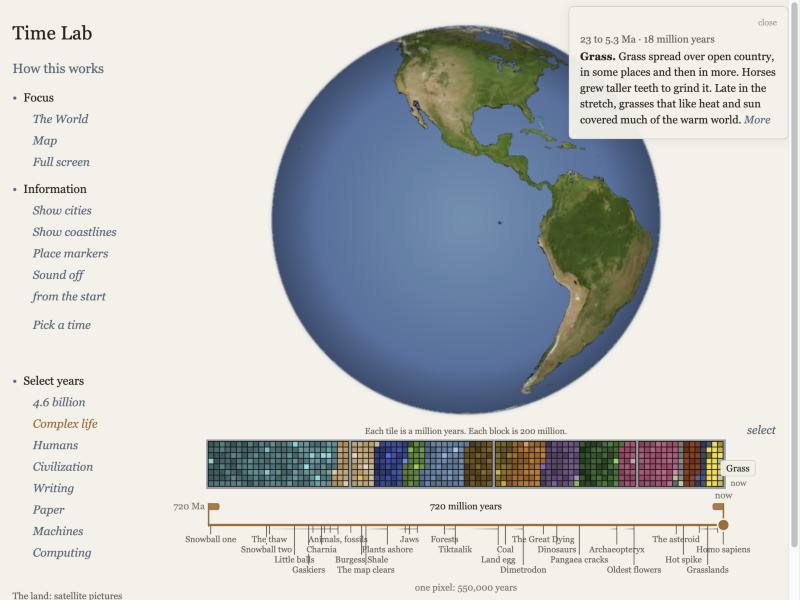 Time Lab
How this works
• Focus
The World
Map
Full screen
• Information
Show cities
Show coastlines
Place markers
Sound off
from the start
Pick a time
• Select years
4.6 billion
Complex life
Humans
Civilization
Writing
Paper
Machines
Computing
The land: satellite pictures
close
23 to 5.3 Ma · 18 million years
Grass. Grass spread over open country,
in some places and then in more. Horses
grew taller teeth to grind it. Late in the
stretch, grasses that like heat and sun
covered much of the warm world. More
Each tile is a million years. Each block is 200 million.
select
Grass
now
now
720 Ma
720 million years
Snowball one
The thaw
Animals, fossils
Jaws
Forests
The Great Dying
The asteroid
Snowball two
Charnia
Plants ashore
Tiktaalik
Coal
Dinosaurs
Archaeopteryx
Homo sapiens
Little balls
Burgess Shale
Land egg
Pangaea cracks
Hot spike
Gaskiers
The map clears
Dimetrodon
Oldest flowers
Grasslands
one pixel: 550,000 years